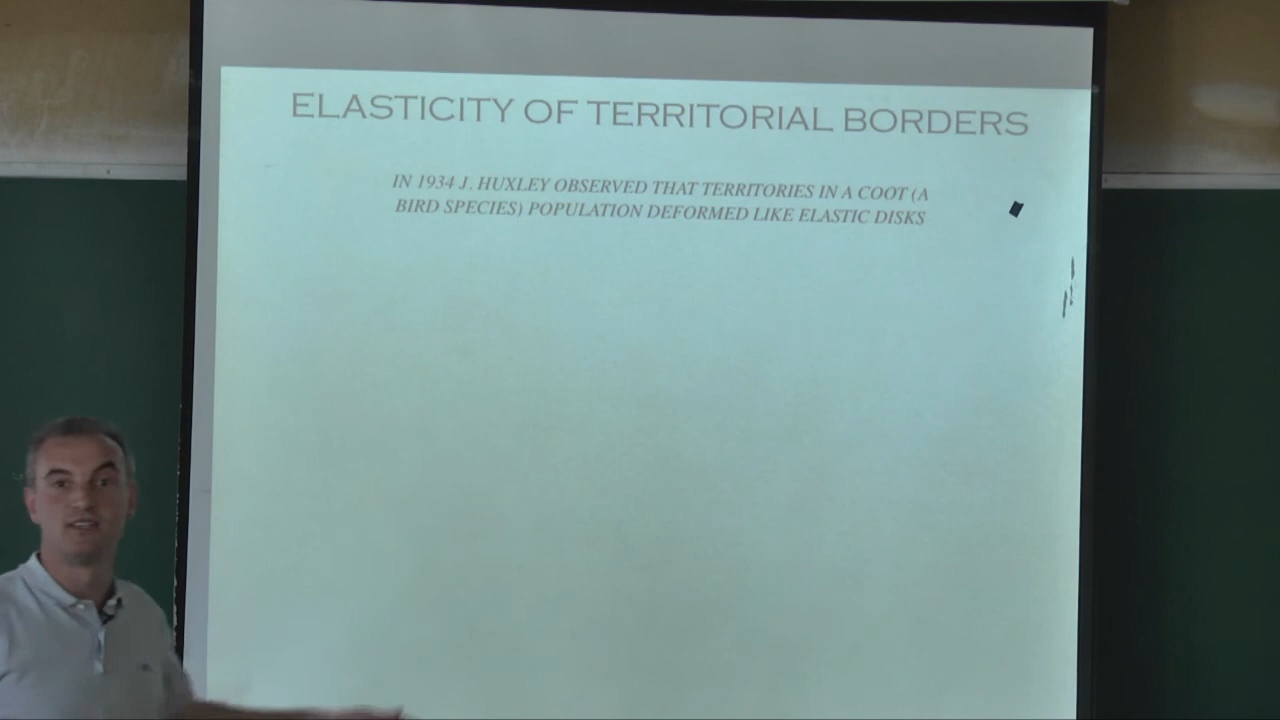 ELASTICITY OF TERRITORIAL BORDERS
IN 1934 J. HUXLEY OBSERVED THAT TERRITORIES IN A COOT (A
BIRD SPECIES) POPULATION DEFORMED LIKE ELASTIC DISKS